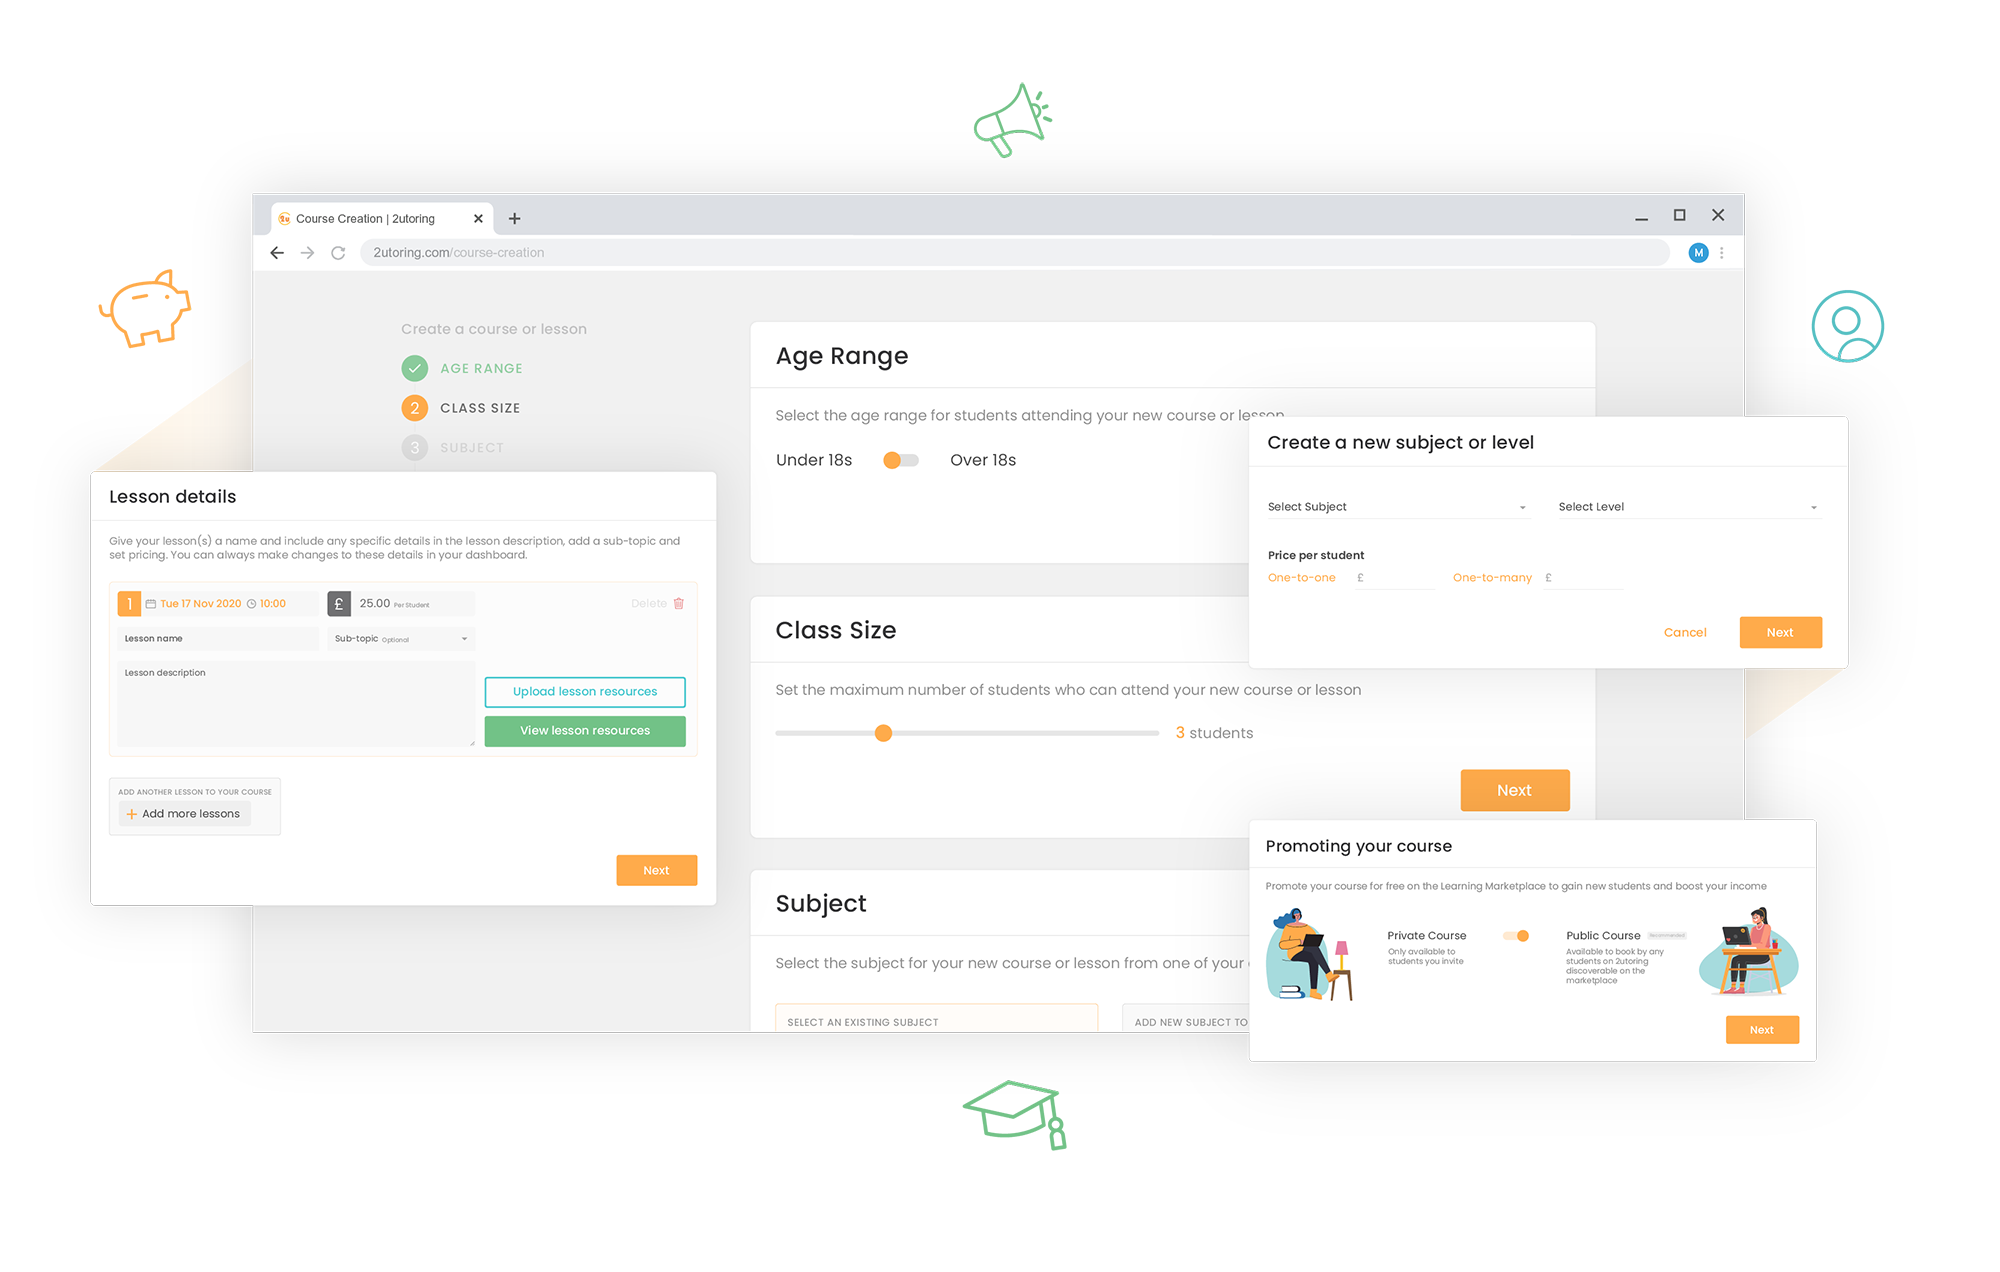 Course Creation | 2utoring
2utoring.com/course-creation
M
Create a course or lesson
AGE RANGE
2 CLASS SIZE
3 SUBJECT
Age Range
Select the age range for students attending your new course or lesson
Under 18s
Over 18s
Class Size
Set the maximum number of students who can attend your new course or lesson
3 students
Next
Subject
Select the subject for your new course or lesson from one of your
SELECT AN EXISTING SUBJECT
ADD NEW SUBJECT TO
Lesson details
Give your lesson(s) a name and include any specific details in the lesson description, add a sub-topic and
set pricing. You can always make changes to these details in your dashboard.
1 Tue 17 Nov 2020 10:00
£ 25.00 Per Student
Delete
Lesson name
Sub-topic Optional
Lesson description
Upload lesson resources
View lesson resources
ADD ANOTHER LESSON TO YOUR COURSE
+ Add more lessons
Next
Create a new subject or level
Select Subject
Select Level
Price per student
One-to-one £
One-to-many £
Cancel
Next
Promoting your course
Promote your course for free on the Learning Marketplace to gain new students and boost your income
Private Course
Only available to
students you invite
Public Course Recommended
Available to book by any
students on 2utoring
discoverable on the
marketplace
Next